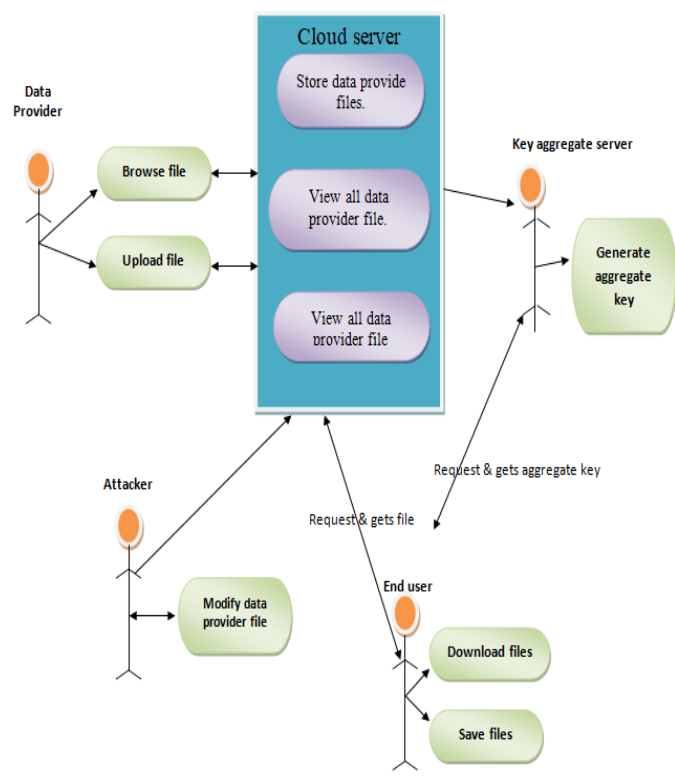 Cloud server
Store data provide
files.
View all data
provider file.
View all data
provider file
Data
Provider
Browse file
Upload file
Key aggregate server
Generate
aggregate
key
Request & gets aggregate key
Attacker
Request & gets file
Modify data
provider file
End user
Download files
Save files